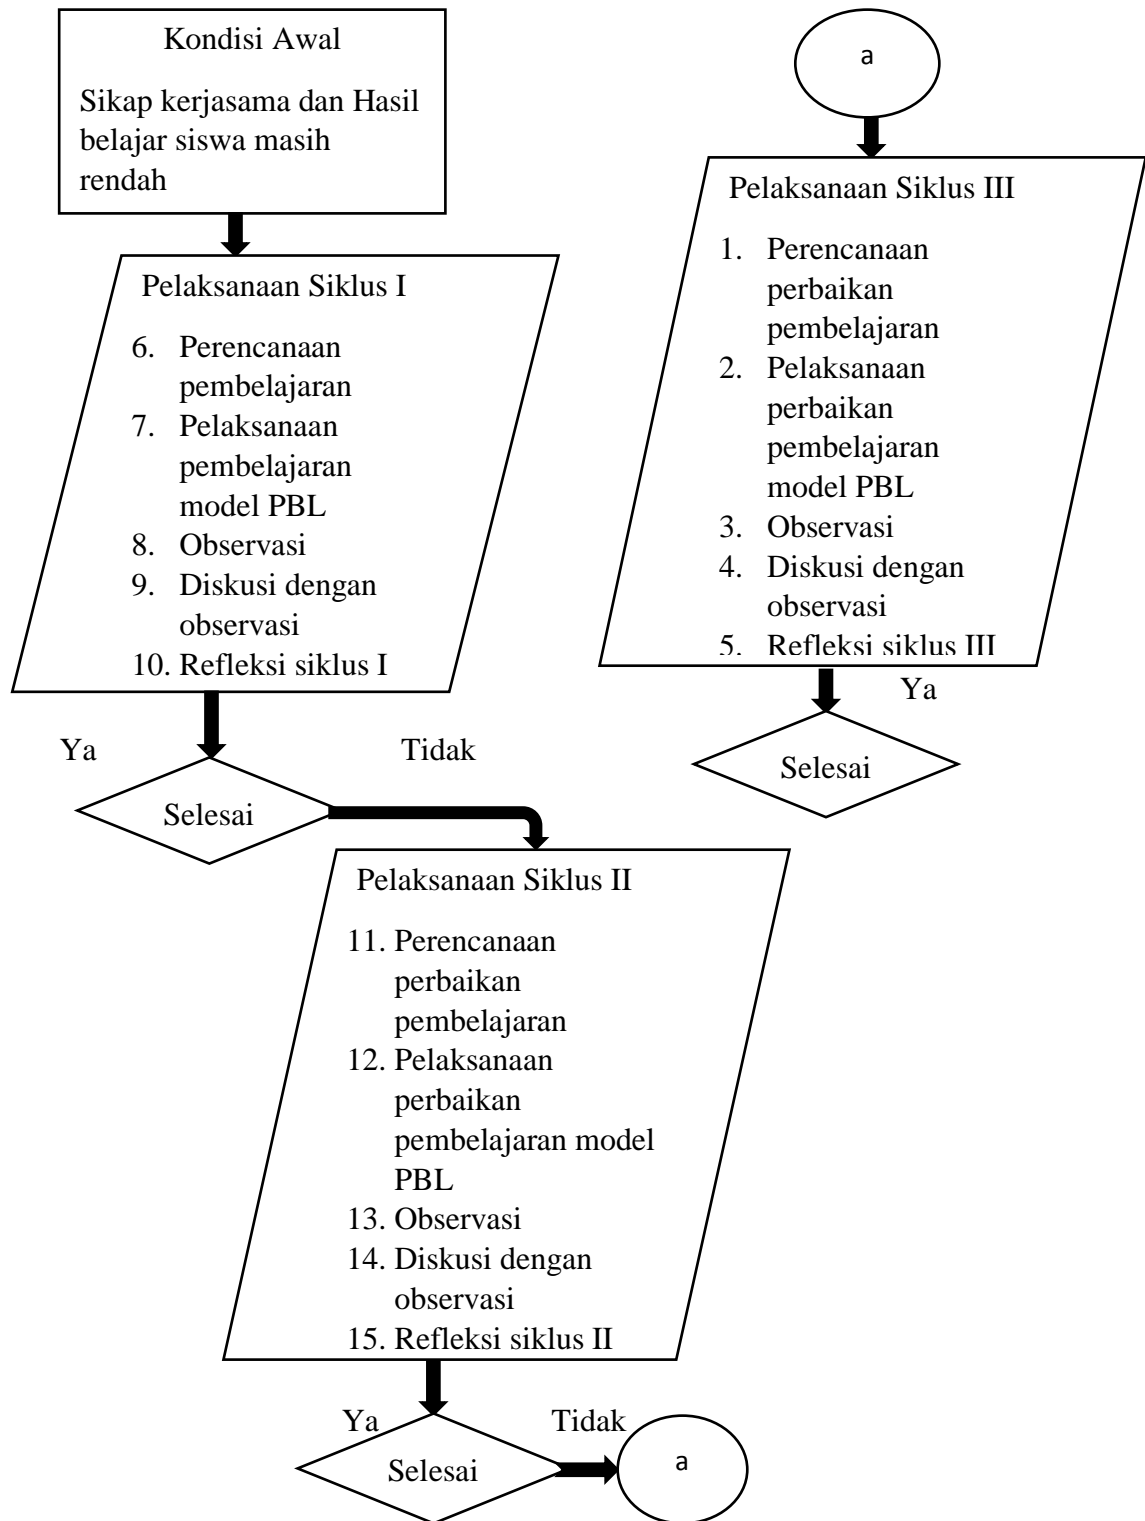 Kondisi Awal
Sikap kerjasama dan Hasil
belajar siswa masih
rendah
Pelaksanaan Siklus I
6. Perencanaan
pembelajaran
7. Pelaksanaan
pembelajaran
model PBL
8. Observasi
9. Diskusi dengan
observasi
10. Refleksi siklus I
Ya
Tidak
Selesai
Pelaksanaan Siklus II
11. Perencanaan
perbaikan
pembelajaran
12. Pelaksanaan
perbaikan
pembelajaran model
PBL
13. Observasi
14. Diskusi dengan
observasi
15. Refleksi siklus II
Ya
Tidak
Selesai
a
a
Pelaksanaan Siklus III
1. Perencanaan
perbaikan
pembelajaran
2. Pelaksanaan
perbaikan
pembelajaran
model PBL
3. Observasi
4. Diskusi dengan
observasi
5. Refleksi siklus III
Ya
Selesai